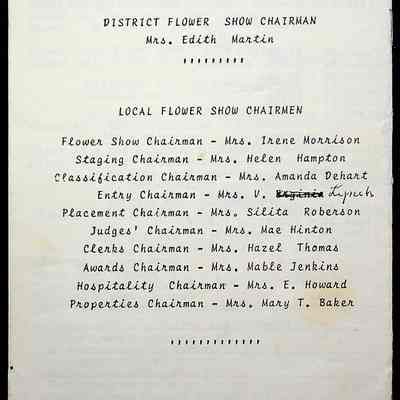 DISTRICT FLOWER SHOW CHAIRMAN
Mrs. Edith Martin
LOCAL FLOWER SHOW CHAIRMEN
Flower Show Chairman - Mrs. Irene Morrison
Staging Chairman - Mrs. Helen Hampton
Classification Chairman - Mrs. Amanda Dehart
Entry Chairman - Mrs. V. Lynch
Placement Chairman - Mrs. Silita Roberson
Judges' Chairman - Mrs. Mae Hinton
Clerks Chairman - Mrs. Hazel Thomas
Awards Chairman - Mrs. Mable Jenkins
Hospitality Chairman - Mrs. E. Howard
Properties Chairman - Mrs. Mary T. Baker